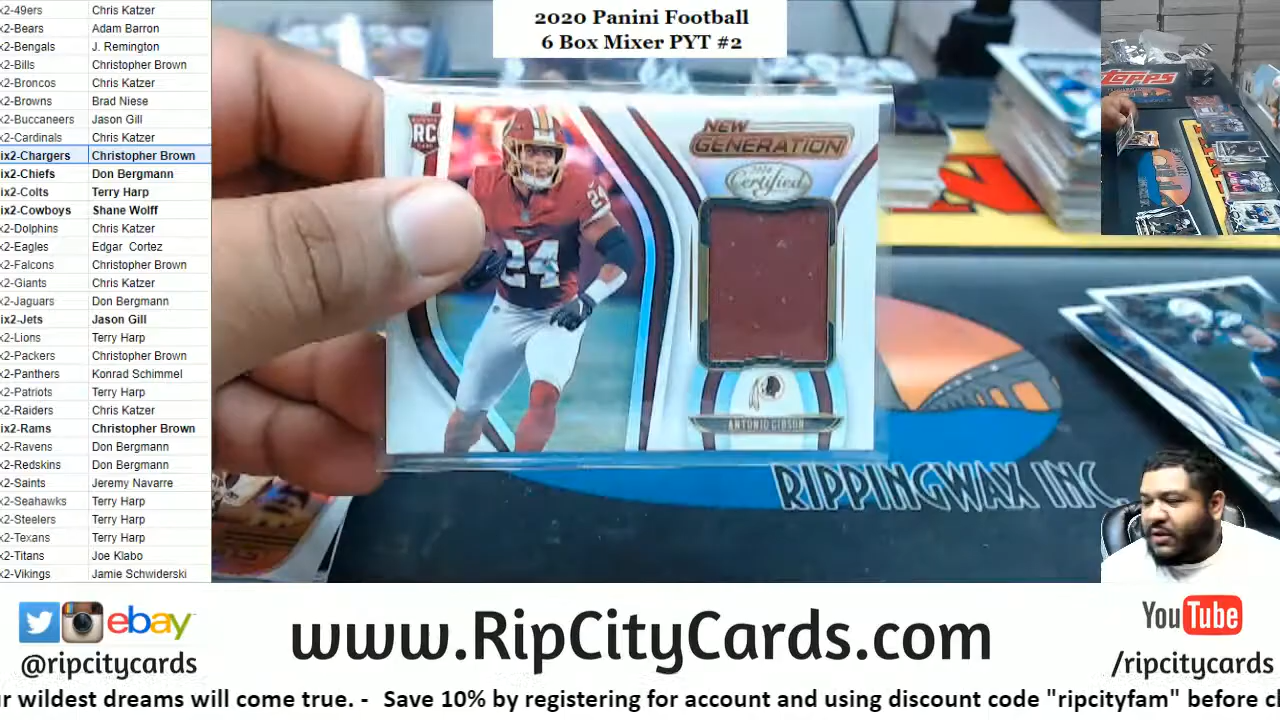 x2-49ers Chris Katzer
x2-Bears Adam Barron
x2-Bengals J. Remington
x2-Bills Christopher Brown
x2-Broncos Chris Katzer
x2-Browns Brad Niese
x2-Buccaneers Jason Gill
x2-Cardinals Chris Katzer
ix2-Chargers Christopher Brown
ix2-Chiefs Don Bergmann
ix2-Colts Terry Harp
ix2-Cowboys Shane Wolff
x2-Dolphins Chris Katzer
x2-Eagles Edgar Cortez
x2-Falcons Christopher Brown
x2-Giants Chris Katzer
x2-Jaguars Don Bergmann
ix2-Jets Jason Gill
x2-Lions Terry Harp
x2-Packers Christopher Brown
x2-Panthers Konrad Schimmel
x2-Patriots Terry Harp
x2-Raiders Chris Katzer
ix2-Rams Christopher Brown
x2-Ravens Don Bergmann
x2-Redskins Don Bergmann
x2-Saints Jeremy Navarre
x2-Seahawks Terry Harp
x2-Steelers Terry Harp
x2-Texans Terry Harp
x2-Titans Joe Klabo
x2-Vikings Jamie Schwiderski
2020 Panini Football
6 Box Mixer PYT #2
RC
NEW
GENERATION
Certified
24
24
ANTONIO GIBSON
RIPPINGWAX INC.
TOPPS
ebay
@ripcitycards
www.RipCityCards.com
YouTube
/ripcitycards
ur wildest dreams will come true. - Save 10% by registering for account and using discount code "ripcityfam" before c